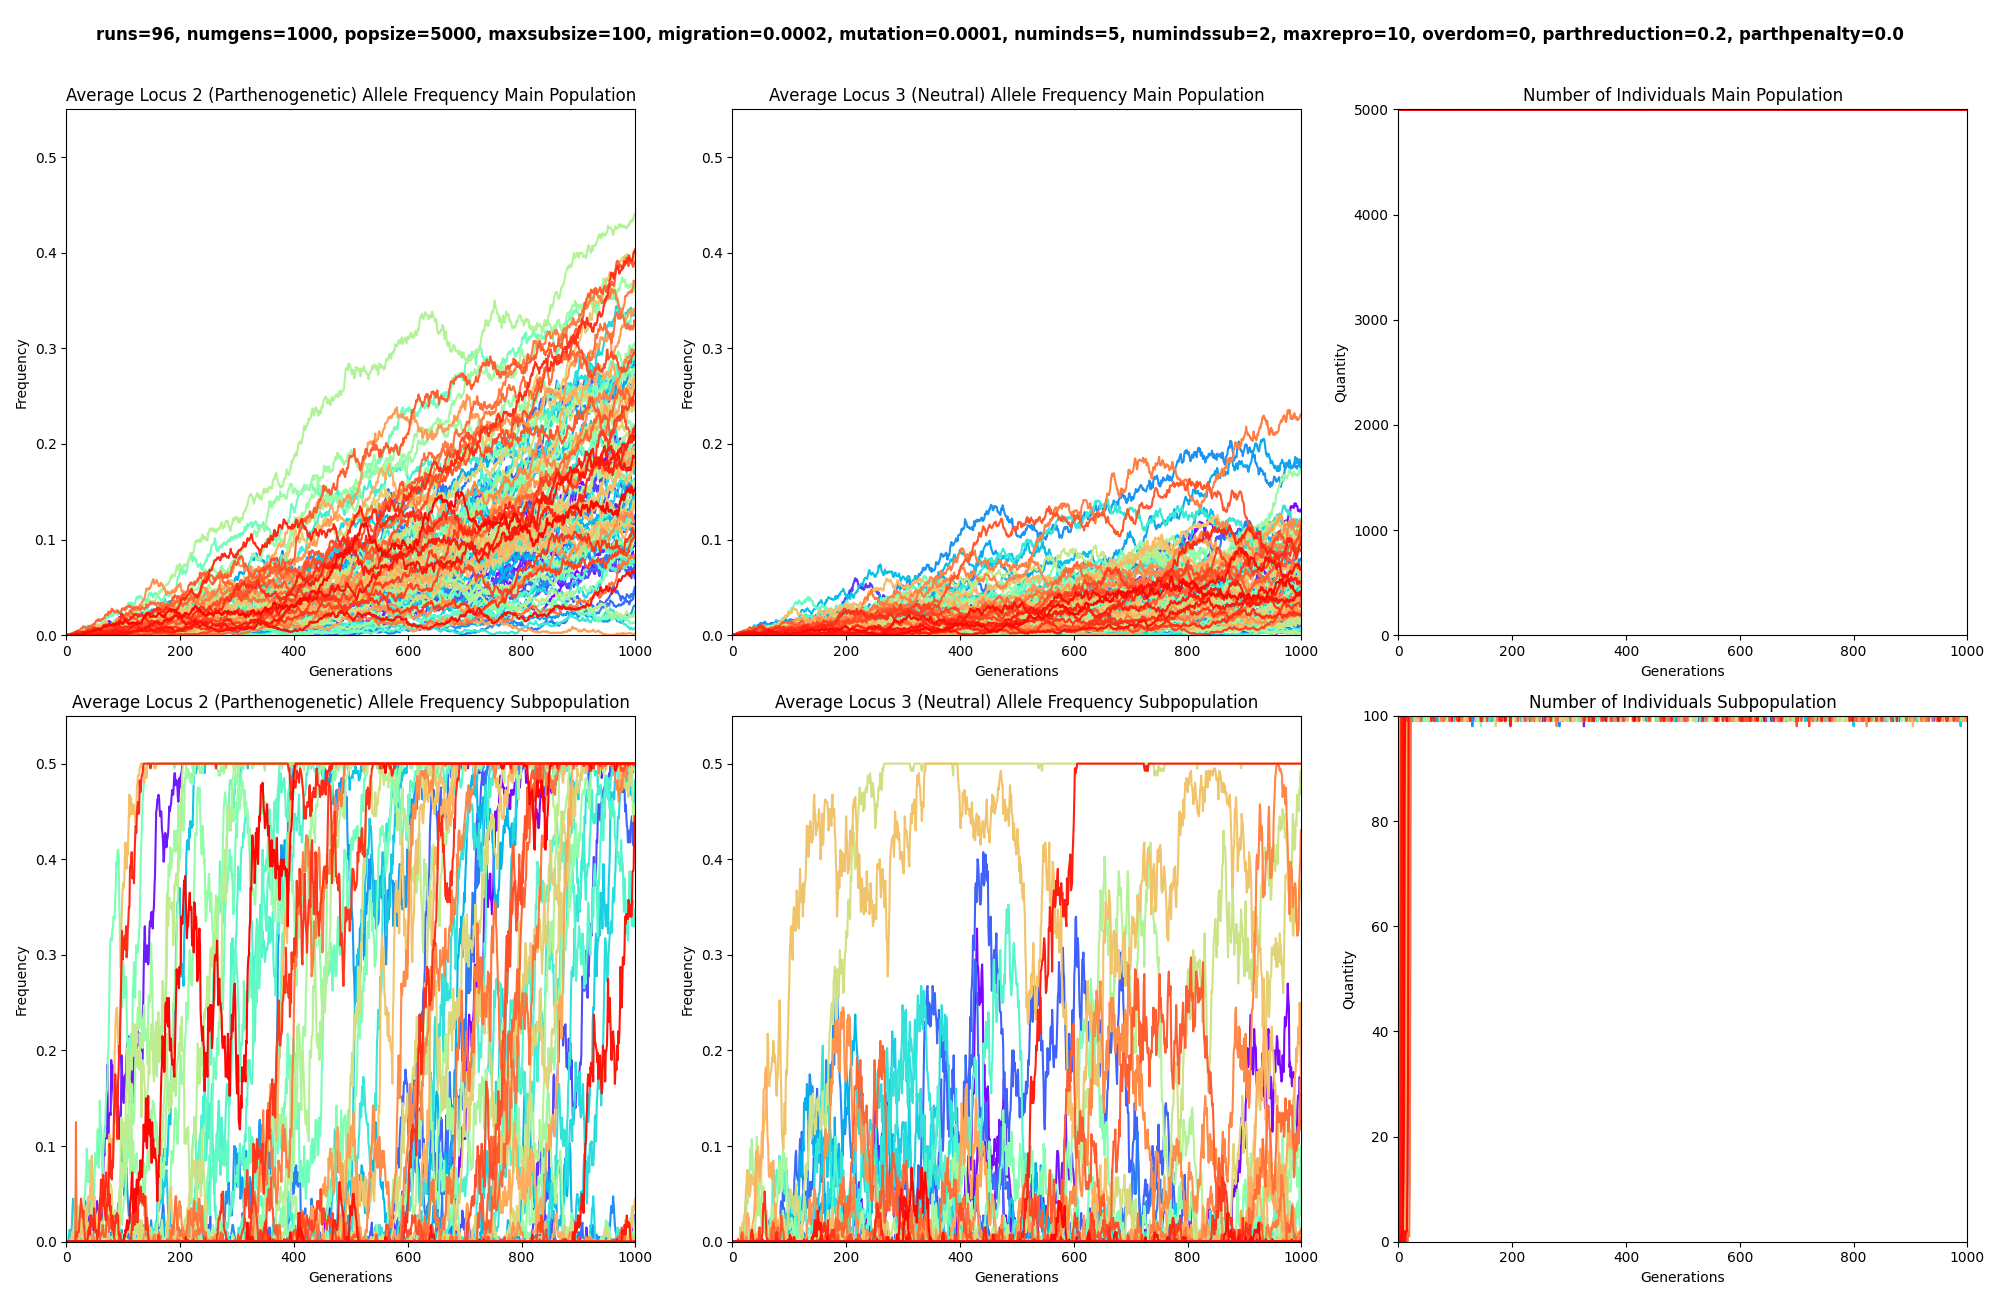 runs=96, numgens=1000, popsize=5000, maxsubsize=100, migration=0.0002, mutation=0.0001, numinds=5, numindssub=2, maxrepro=10, overdom=0, parthreduction=0.2, parthpenalty=0.0
Average Locus 2 (Parthenogenetic) Allele Frequency Main Population
Frequency
0.5
0.4
0.3
0.2
0.1
0.0
0 200 400 600 800 1000
Generations
Average Locus 3 (Neutral) Allele Frequency Main Population
Frequency
0.5
0.4
0.3
0.2
0.1
0.0
0 200 400 600 800 1000
Generations
Number of Individuals Main Population
Quantity
5000
4000
3000
2000
1000
0
0 200 400 600 800 1000
Generations
Average Locus 2 (Parthenogenetic) Allele Frequency Subpopulation
Frequency
0.5
0.4
0.3
0.2
0.1
0.0
0 200 400 600 800 1000
Generations
Average Locus 3 (Neutral) Allele Frequency Subpopulation
Frequency
0.5
0.4
0.3
0.2
0.1
0.0
0 200 400 600 800 1000
Generations
Number of Individuals Subpopulation
Quantity
100
80
60
40
20
0
0 200 400 600 800 1000
Generations